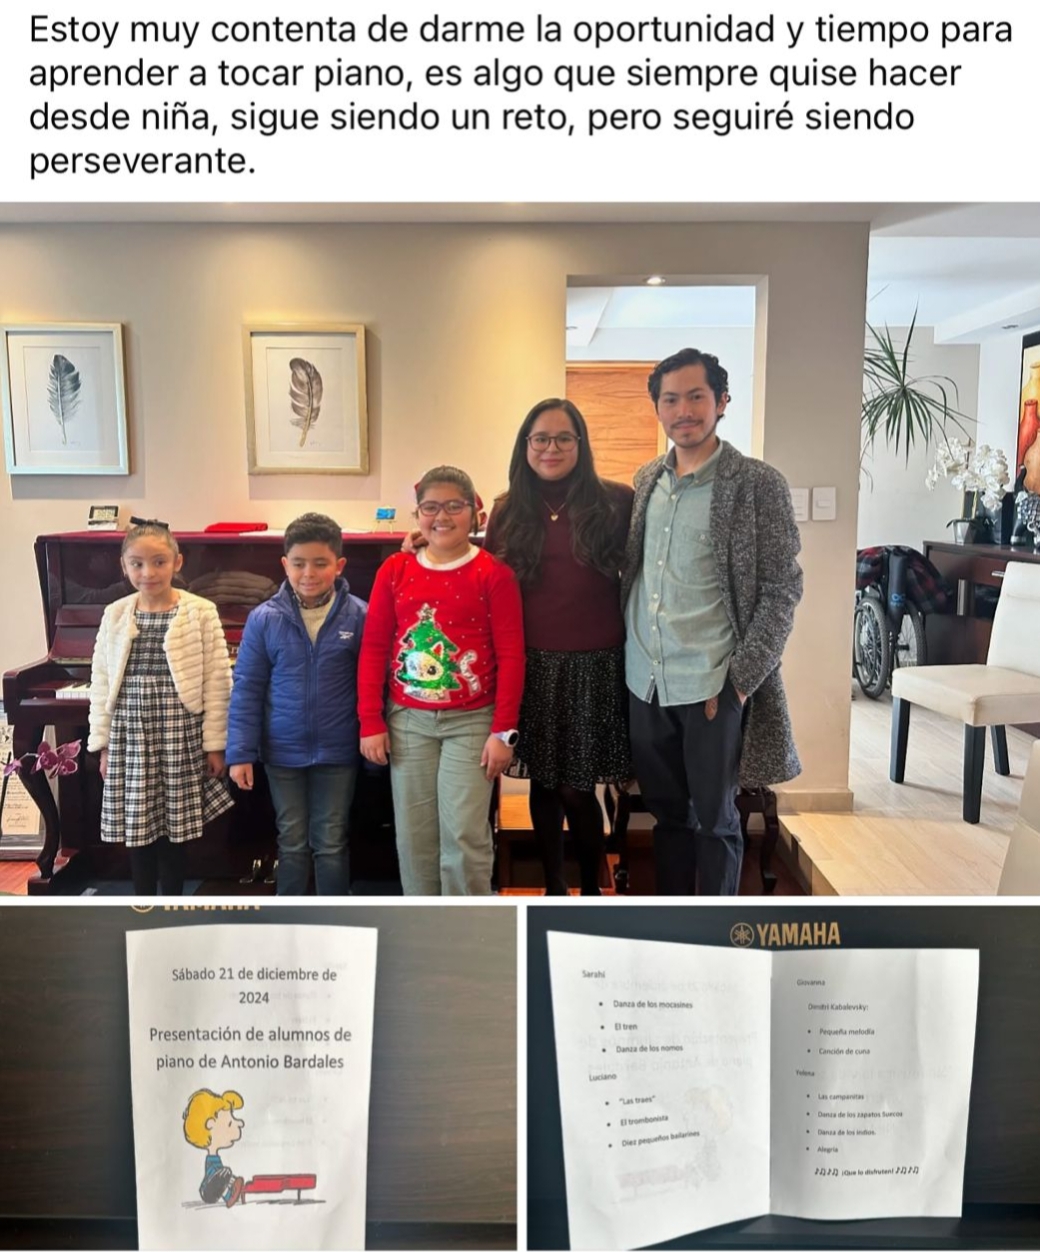 Estoy muy contenta de darme la oportunidad y tiempo para
aprender a tocar piano, es algo que siempre quise hacer
desde niña, sigue siendo un reto, pero seguiré siendo
perseverante.
Sábado 21 de diciembre de
2024
Presentación de alumnos de
piano de Antonio Bardales
YAMAHA
Sarahí
• Danza de los mocasines
• El tren
• Danza de los nomos
Luciano
• "Las traes"
• El trombonista
• Diez pequeños bailarines
Giovanna
Dimitri Kabalevsky:
• Pequeña melodía
• Canción de cuna
• Las campanitas
• Danza de los zapatos Suecos
• Danza de los indios.
• Alegría
♪♫♪♫ ¡Que lo disfruten! ♪♫♪♫